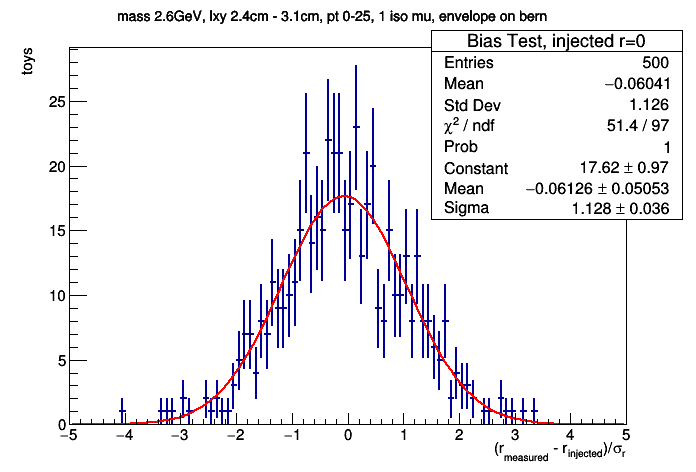 mass 2.6GeV, lxy 2.4cm - 3.1cm, pt 0-25, 1 iso mu, envelope on bern
Bias Test, injected r=0
Entries 500
Mean −0.06041
Std Dev 1.126
χ² / ndf 51.4 / 97
Prob 1
Constant 17.62 ± 0.97
Mean −0.06126 ± 0.05053
Sigma 1.128 ± 0.036
toys
25
20
15
10
5
0
−5 −4 −3 −2 −1 0 1 2 3 4 5
(r_measured - r_injected)/σ_r